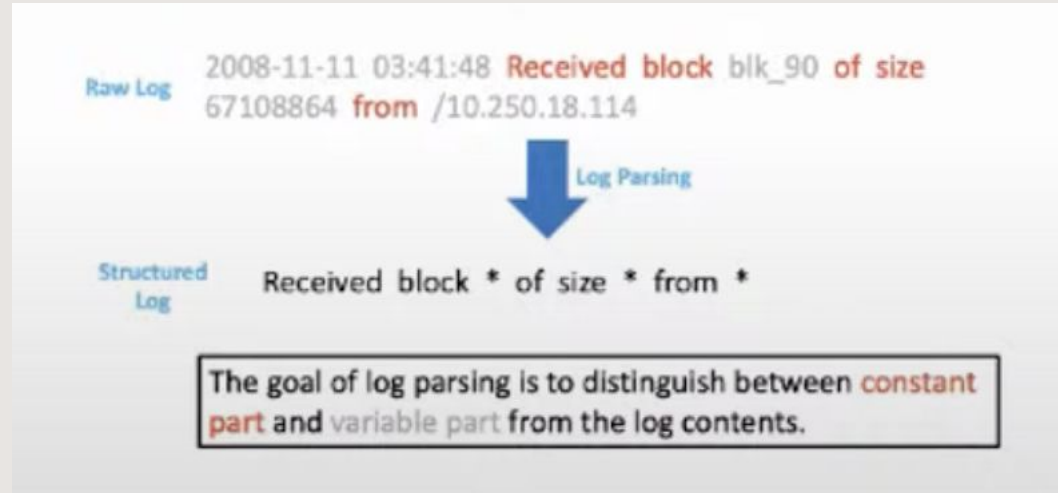 Raw Log
2008-11-11 03:41:48 Received block blk_90 of size
67108864 from /10.250.18.114
Log Parsing
Structured
Log
Received block * of size * from *
The goal of log parsing is to distinguish between constant
part and variable part from the log contents.